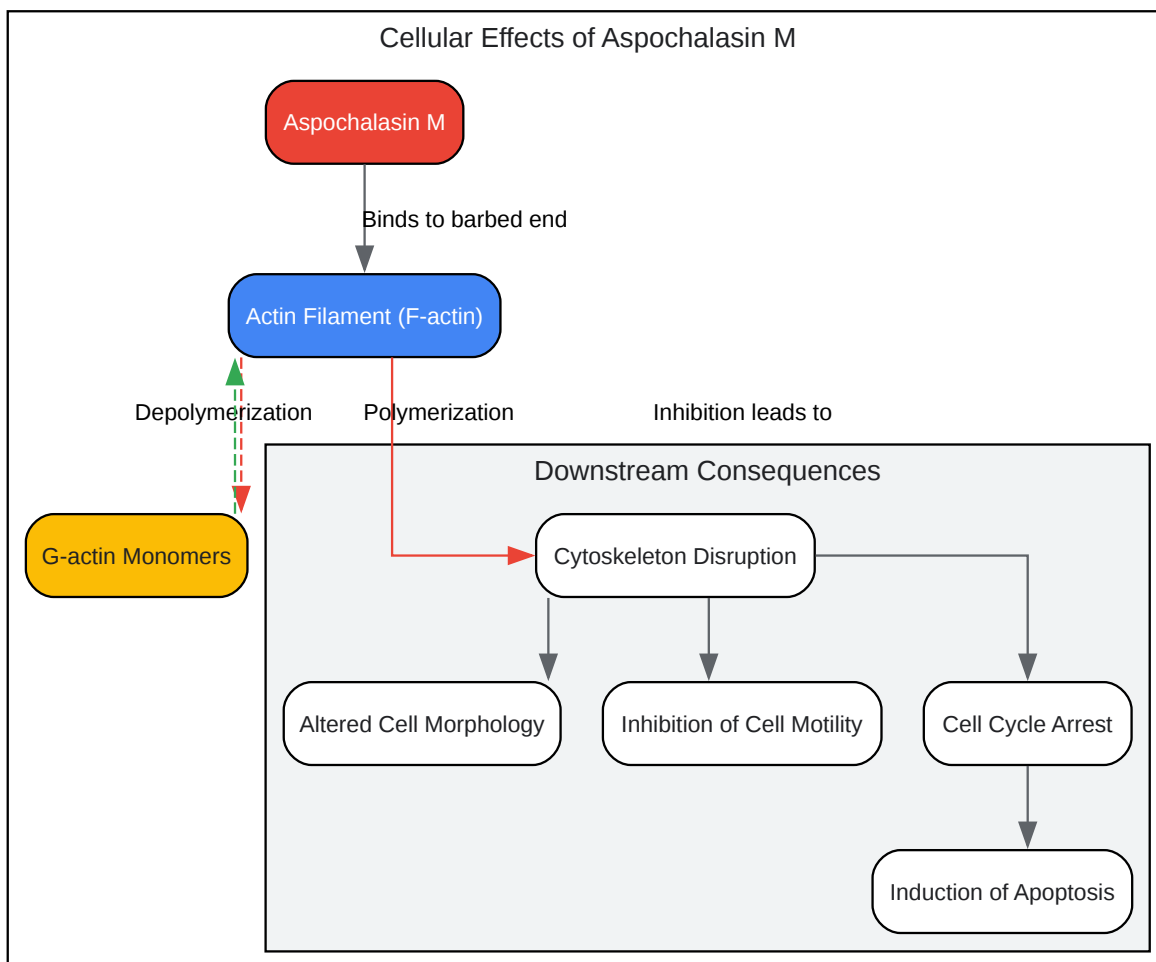 Cellular Effects of Aspochalasin M
Aspochalasin M
Binds to barbed end
Actin Filament (F-actin)
Depolymerization
Polymerization
Inhibition leads to
Downstream Consequences
G-actin Monomers
Cytoskeleton Disruption
Altered Cell Morphology
Inhibition of Cell Motility
Cell Cycle Arrest
Induction of Apoptosis